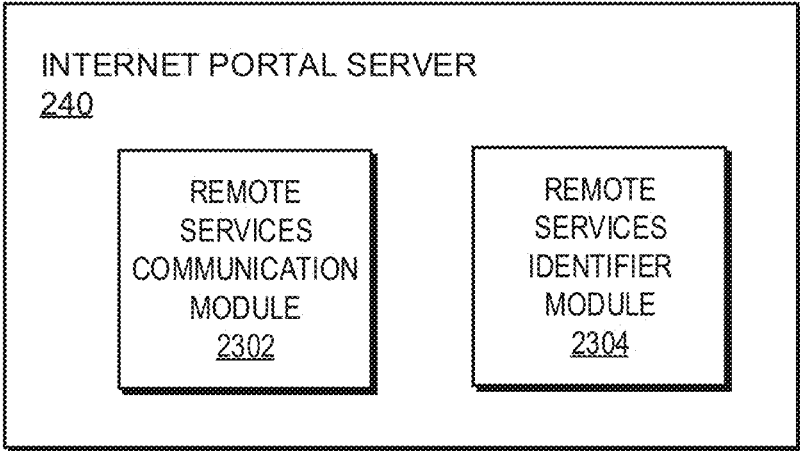 INTERNET PORTAL SERVER
240
REMOTE
SERVICES
COMMUNICATION
MODULE
2302
REMOTE
SERVICES
IDENTIFIER
MODULE
2304